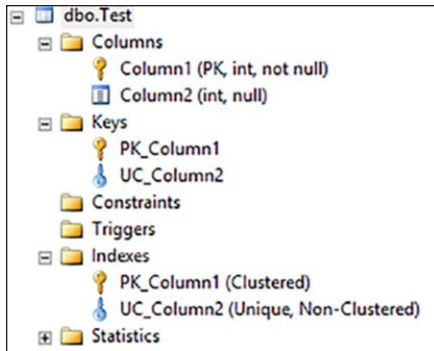 dbo.Test
Columns
Column1 (PK, int, not null)
Column2 (int, null)
Keys
PK_Column1
UC_Column2
Constraints
Triggers
Indexes
PK_Column1 (Clustered)
UC_Column2 (Unique, Non-Clustered)
Statistics